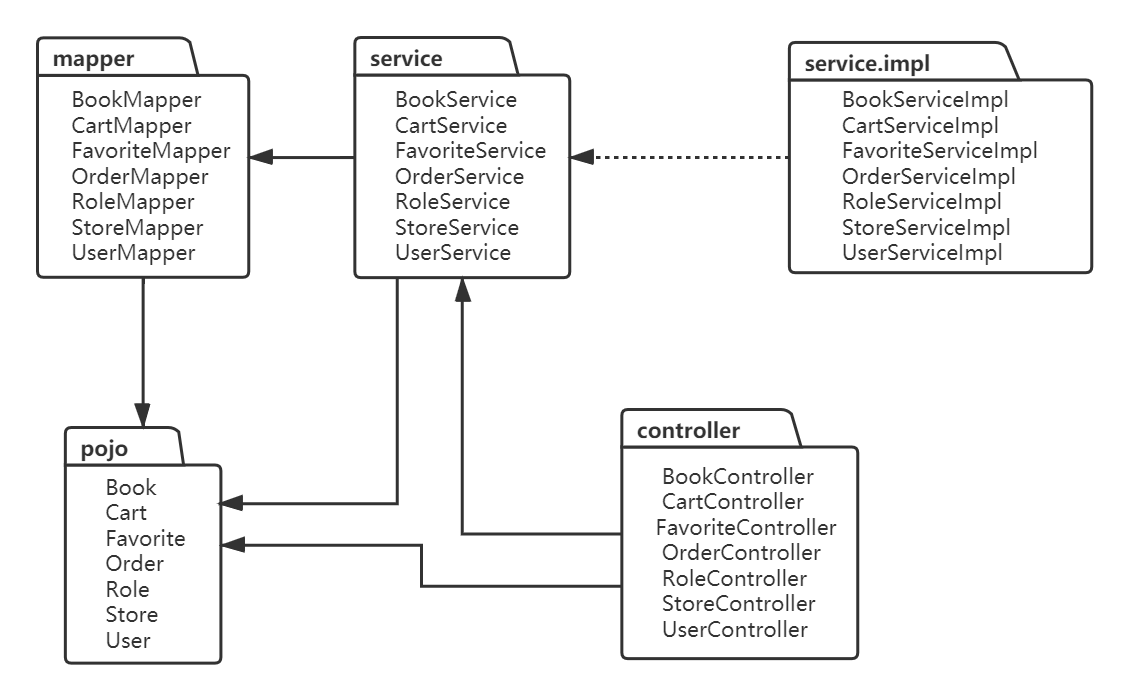 mapper
BookMapper
CartMapper
FavoriteMapper
OrderMapper
RoleMapper
StoreMapper
UserMapper
service
BookService
CartService
FavoriteService
OrderService
RoleService
StoreService
UserService
service.impl
BookServiceImpl
CartServiceImpl
FavoriteServiceImpl
OrderServiceImpl
RoleServiceImpl
StoreServiceImpl
UserServiceImpl
pojo
Book
Cart
Favorite
Order
Role
Store
User
controller
BookController
CartController
FavoriteController
OrderController
RoleController
StoreController
UserController